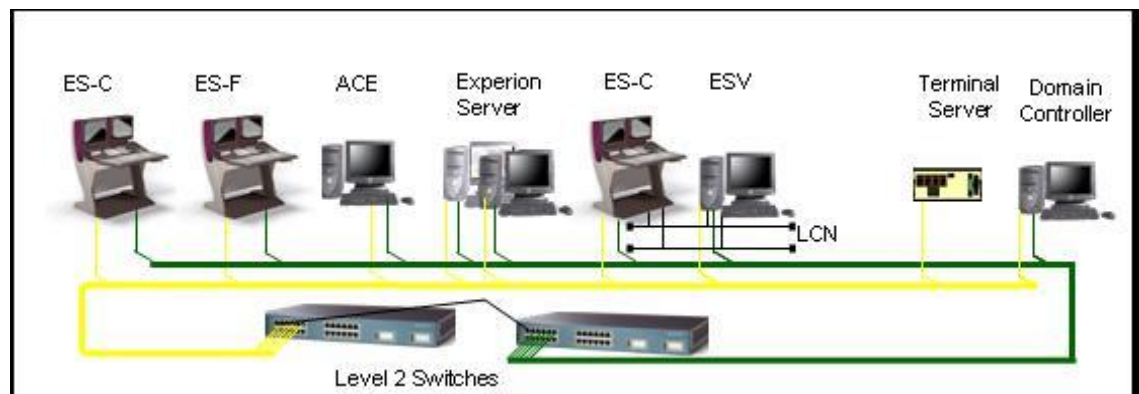 ES-C
ES-F
ACE
Experion
Server
ES-C
ESV
Terminal
Server
Domain
Controller
LCN
Level 2 Switches